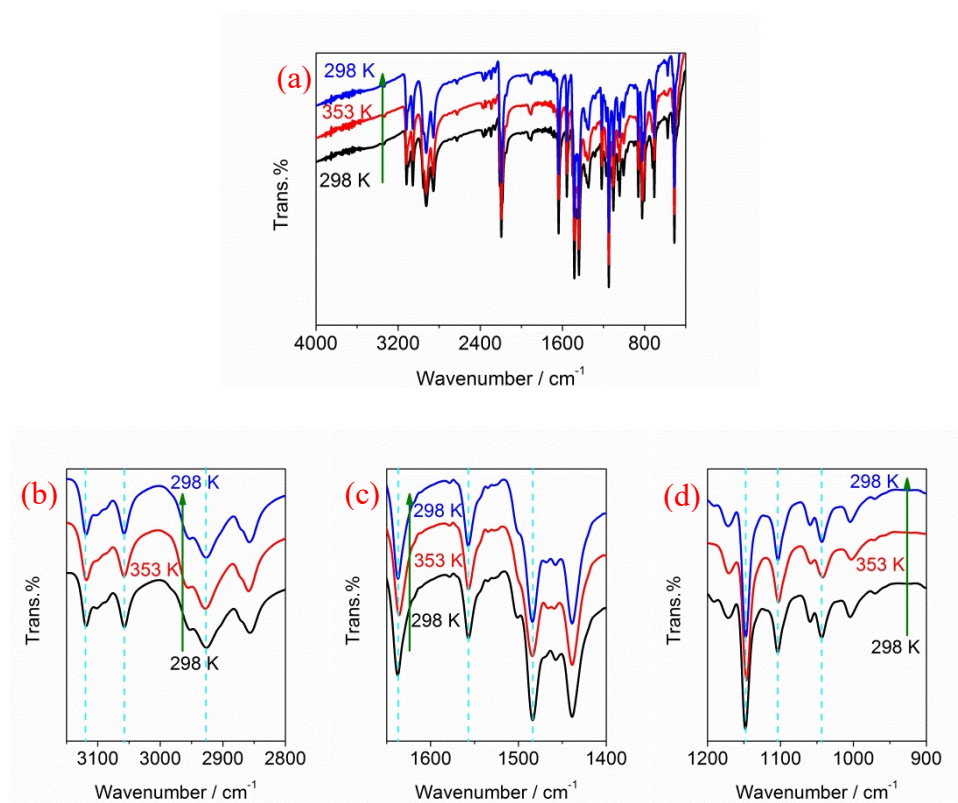 (a)
298 K
353 K
298 K
Trans.%
4000 3200 2400 1600 800
Wavenumber / cm⁻¹
(b)
298 K
353 K
298 K
Trans.%
3100 3000 2900 2800
Wavenumber / cm⁻¹
(c)
298 K
353 K
298 K
Trans.%
1600 1500 1400
Wavenumber / cm⁻¹
(d)
298 K
353 K
298 K
Trans.%
1200 1100 1000 900
Wavenumber / cm⁻¹